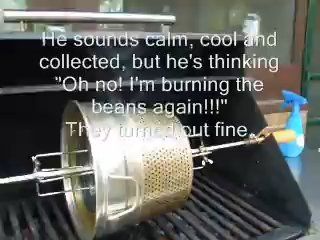 He sounds calm, cool and
collected, but he's thinking
"Oh no! I'm burning the
beans again!!!"
They turned out fine.